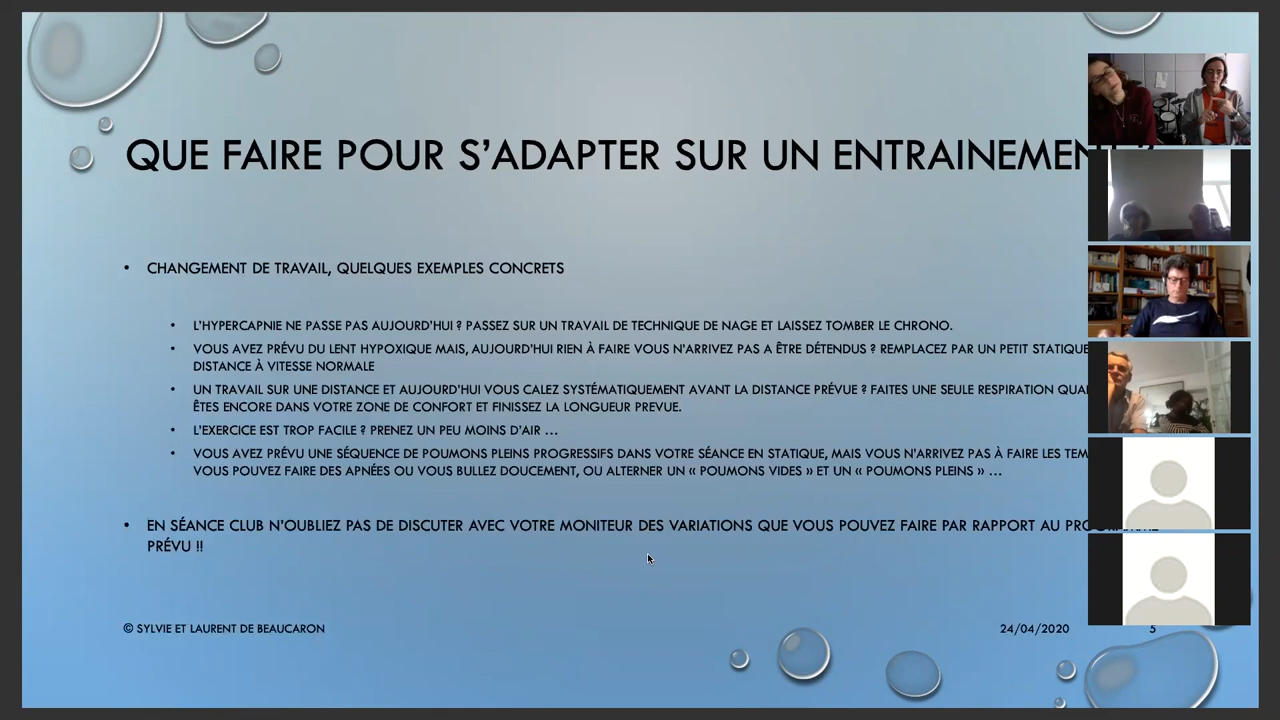 QUE FAIRE POUR S'ADAPTER SUR UN ENTRAINEMENT ?
• CHANGEMENT DE TRAVAIL, QUELQUES EXEMPLES CONCRETS
• L'HYPERCAPNIE NE PASSE PAS AUJOURD'HUI ? PASSEZ SUR UN TRAVAIL DE TECHNIQUE DE NAGE ET LAISSEZ TOMBER LE CHRONO.
• VOUS AVEZ PRÉVU DU LENT HYPOXIQUE MAIS, AUJOURD'HUI RIEN À FAIRE VOUS N'ARRIVEZ PAS A ÊTRE DÉTENDUS ? REMPLACEZ PAR UN PETIT STATIQUE
DISTANCE À VITESSE NORMALE
• UN TRAVAIL SUR UNE DISTANCE ET AUJOURD'HUI VOUS CALEZ SYSTÉMATIQUEMENT AVANT LA DISTANCE PRÉVUE ? FAITES UNE SEULE RESPIRATION
ÊTES ENCORE DANS VOTRE ZONE DE CONFORT ET FINISSEZ LA LONGUEUR PREVUE.
• L'EXERCICE EST TROP FACILE ? PRENEZ UN PEU MOINS D'AIR …
• VOUS AVEZ PRÉVU UNE SÉQUENCE DE POUMONS PLEINS PROGRESSIFS DANS VOTRE SÉANCE EN STATIQUE, MAIS VOUS N'ARRIVEZ PAS À FAIRE LES
VOUS POUVEZ FAIRE DES APNÉES OU VOUS BULLEZ DOUCEMENT, OU ALTERNER UN « POUMONS VIDES » ET UN « POUMONS PLEINS » …
• EN SÉANCE CLUB N'OUBLIEZ PAS DE DISCUTER AVEC VOTRE MONITEUR DES VARIATIONS QUE VOUS POUVEZ FAIRE PAR RAPPORT AU PROGRAMME
PRÉVU !!
© SYLVIE ET LAURENT DE BEAUCARON
24/04/2020
5